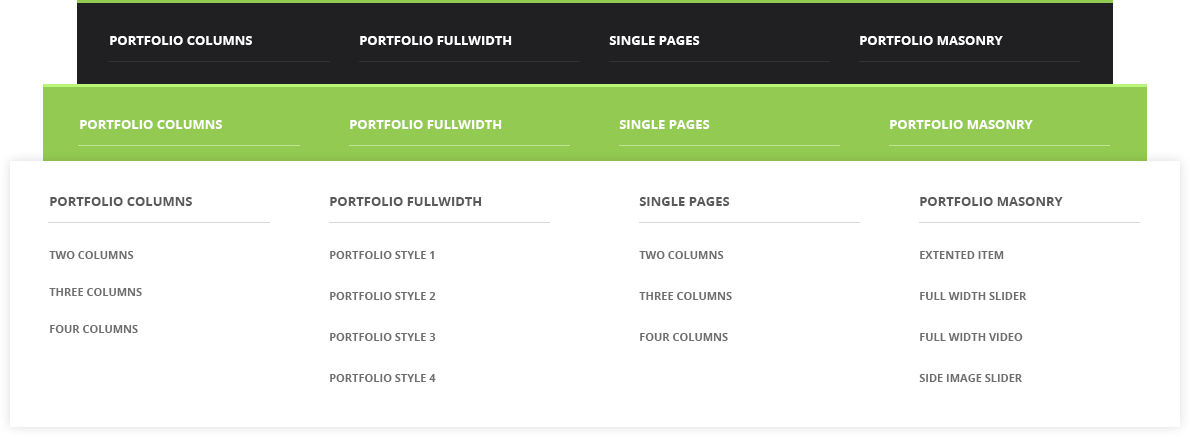 PORTFOLIO COLUMNS PORTFOLIO FULLWIDTH SINGLE PAGES PORTFOLIO MASONRY
PORTFOLIO COLUMNS PORTFOLIO FULLWIDTH SINGLE PAGES PORTFOLIO MASONRY
PORTFOLIO COLUMNS PORTFOLIO FULLWIDTH SINGLE PAGES PORTFOLIO MASONRY
TWO COLUMNS PORTFOLIO STYLE 1 TWO COLUMNS EXTENTED ITEM
THREE COLUMNS PORTFOLIO STYLE 2 THREE COLUMNS FULL WIDTH SLIDER
FOUR COLUMNS PORTFOLIO STYLE 3 FOUR COLUMNS FULL WIDTH VIDEO
PORTFOLIO STYLE 4 SIDE IMAGE SLIDER